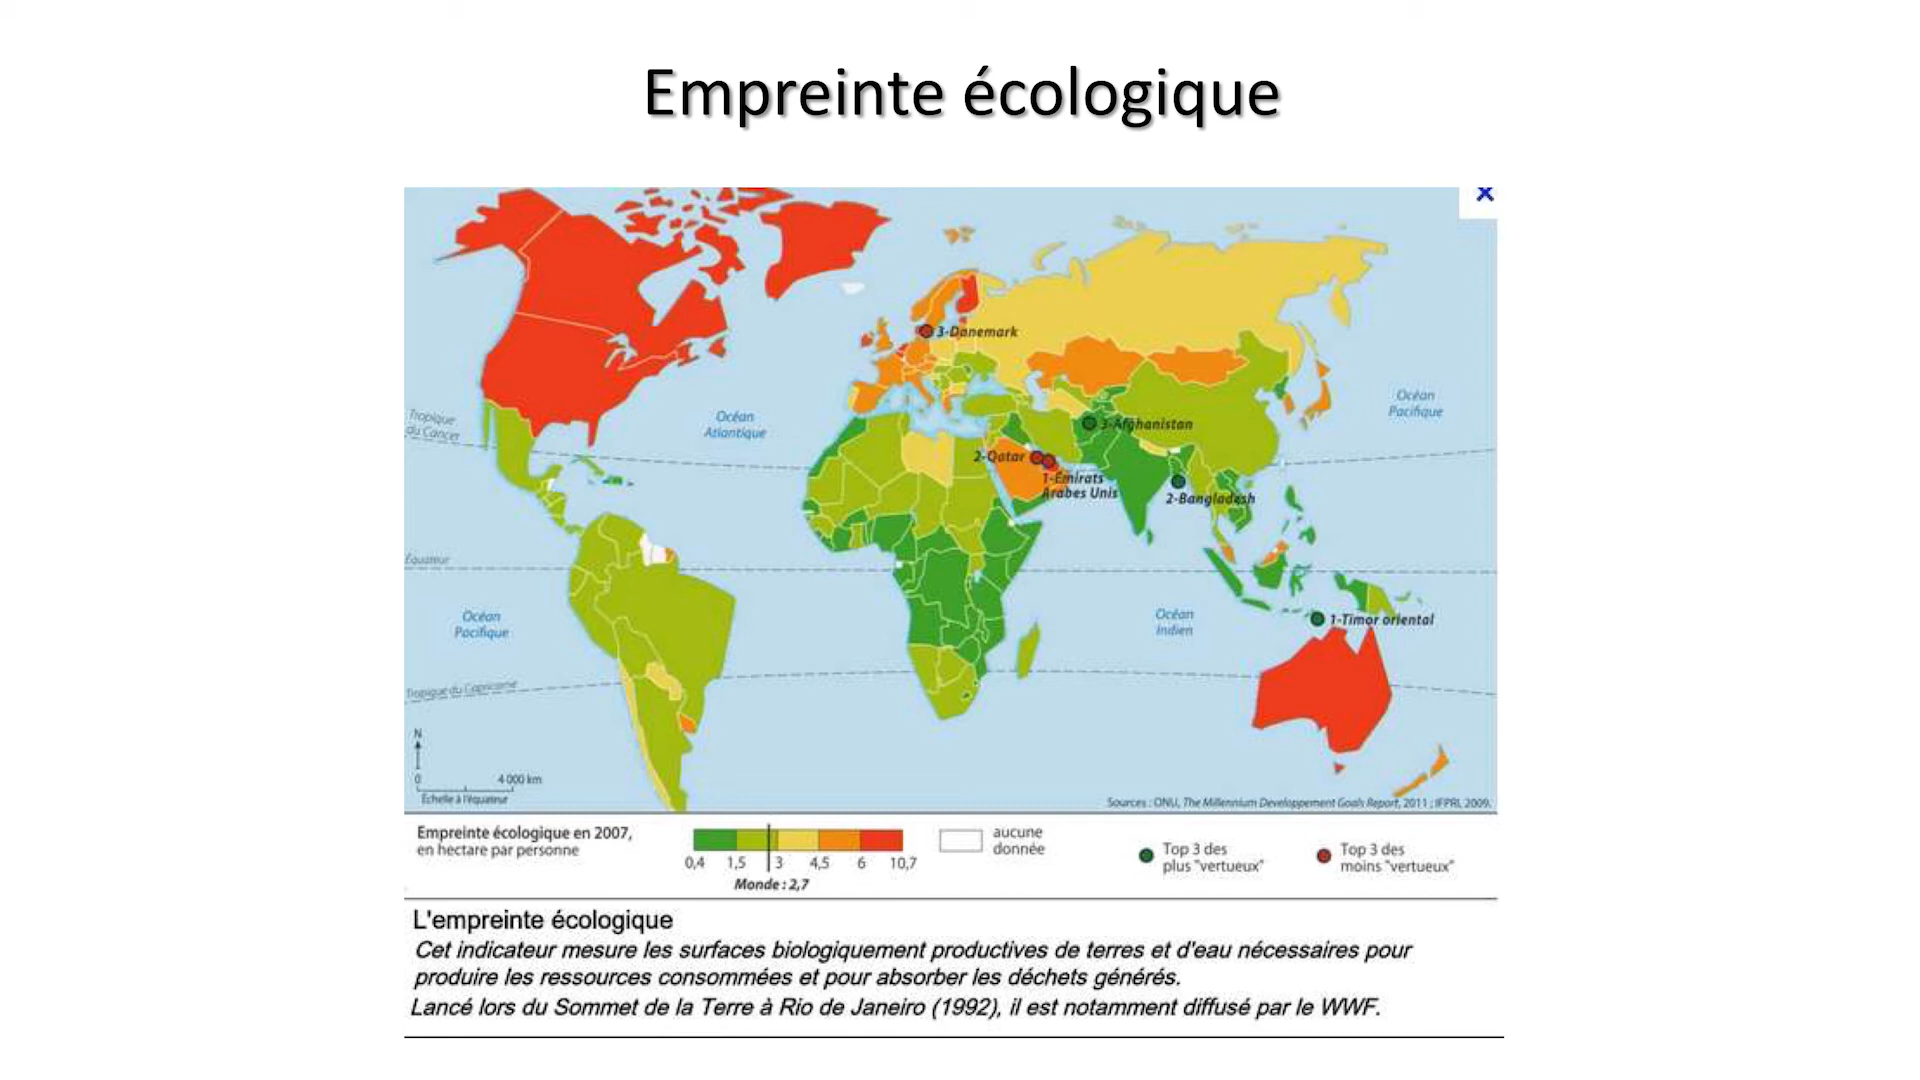 Empreinte écologique
x
3-Danemark
Océan
Pacifique
Tropique
du Cancer
Océan
Atlantique
3-Afghanistan
2-Qatar
1-Émirats
Arabes Unis
2-Bangladesh
Équateur
Océan
Pacifique
Océan
Indien
1-Timor oriental
Tropique du Capricorne
N
0 4 000 km
Échelle à l'équateur
Sources : ONU, The Millennium Developpement Goals Report, 2011 ; IFPRI, 2009.
Empreinte écologique en 2007,
en hectare par personne
0,4 1,5 3 4,5 6 10,7
Monde : 2,7
aucune
donnée
Top 3 des
plus "vertueux"
Top 3 des
moins "vertueux"
L'empreinte écologique
Cet indicateur mesure les surfaces biologiquement productives de terres et d'eau nécessaires pour
produire les ressources consommées et pour absorber les déchets générés.
Lancé lors du Sommet de la Terre à Rio de Janeiro (1992), il est notamment diffusé par le WWF.